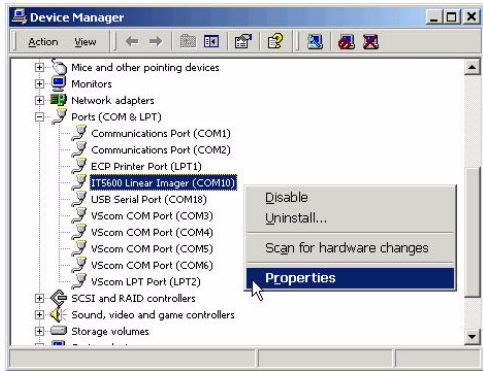 Device Manager
Action View
Mice and other pointing devices
Monitors
Network adapters
Ports (COM & LPT)
Communications Port (COM1)
Communications Port (COM2)
ECP Printer Port (LPT1)
IT5600 Linear Imager (COM10)
USB Serial Port (COM18)
VScom COM Port (COM3)
VScom COM Port (COM4)
VScom COM Port (COM5)
VScom COM Port (COM6)
VScom LPT Port (LPT2)
SCSI and RAID controllers
Sound, video and game controllers
Storage volumes
Disable
Uninstall...
Scan for hardware changes
Properties